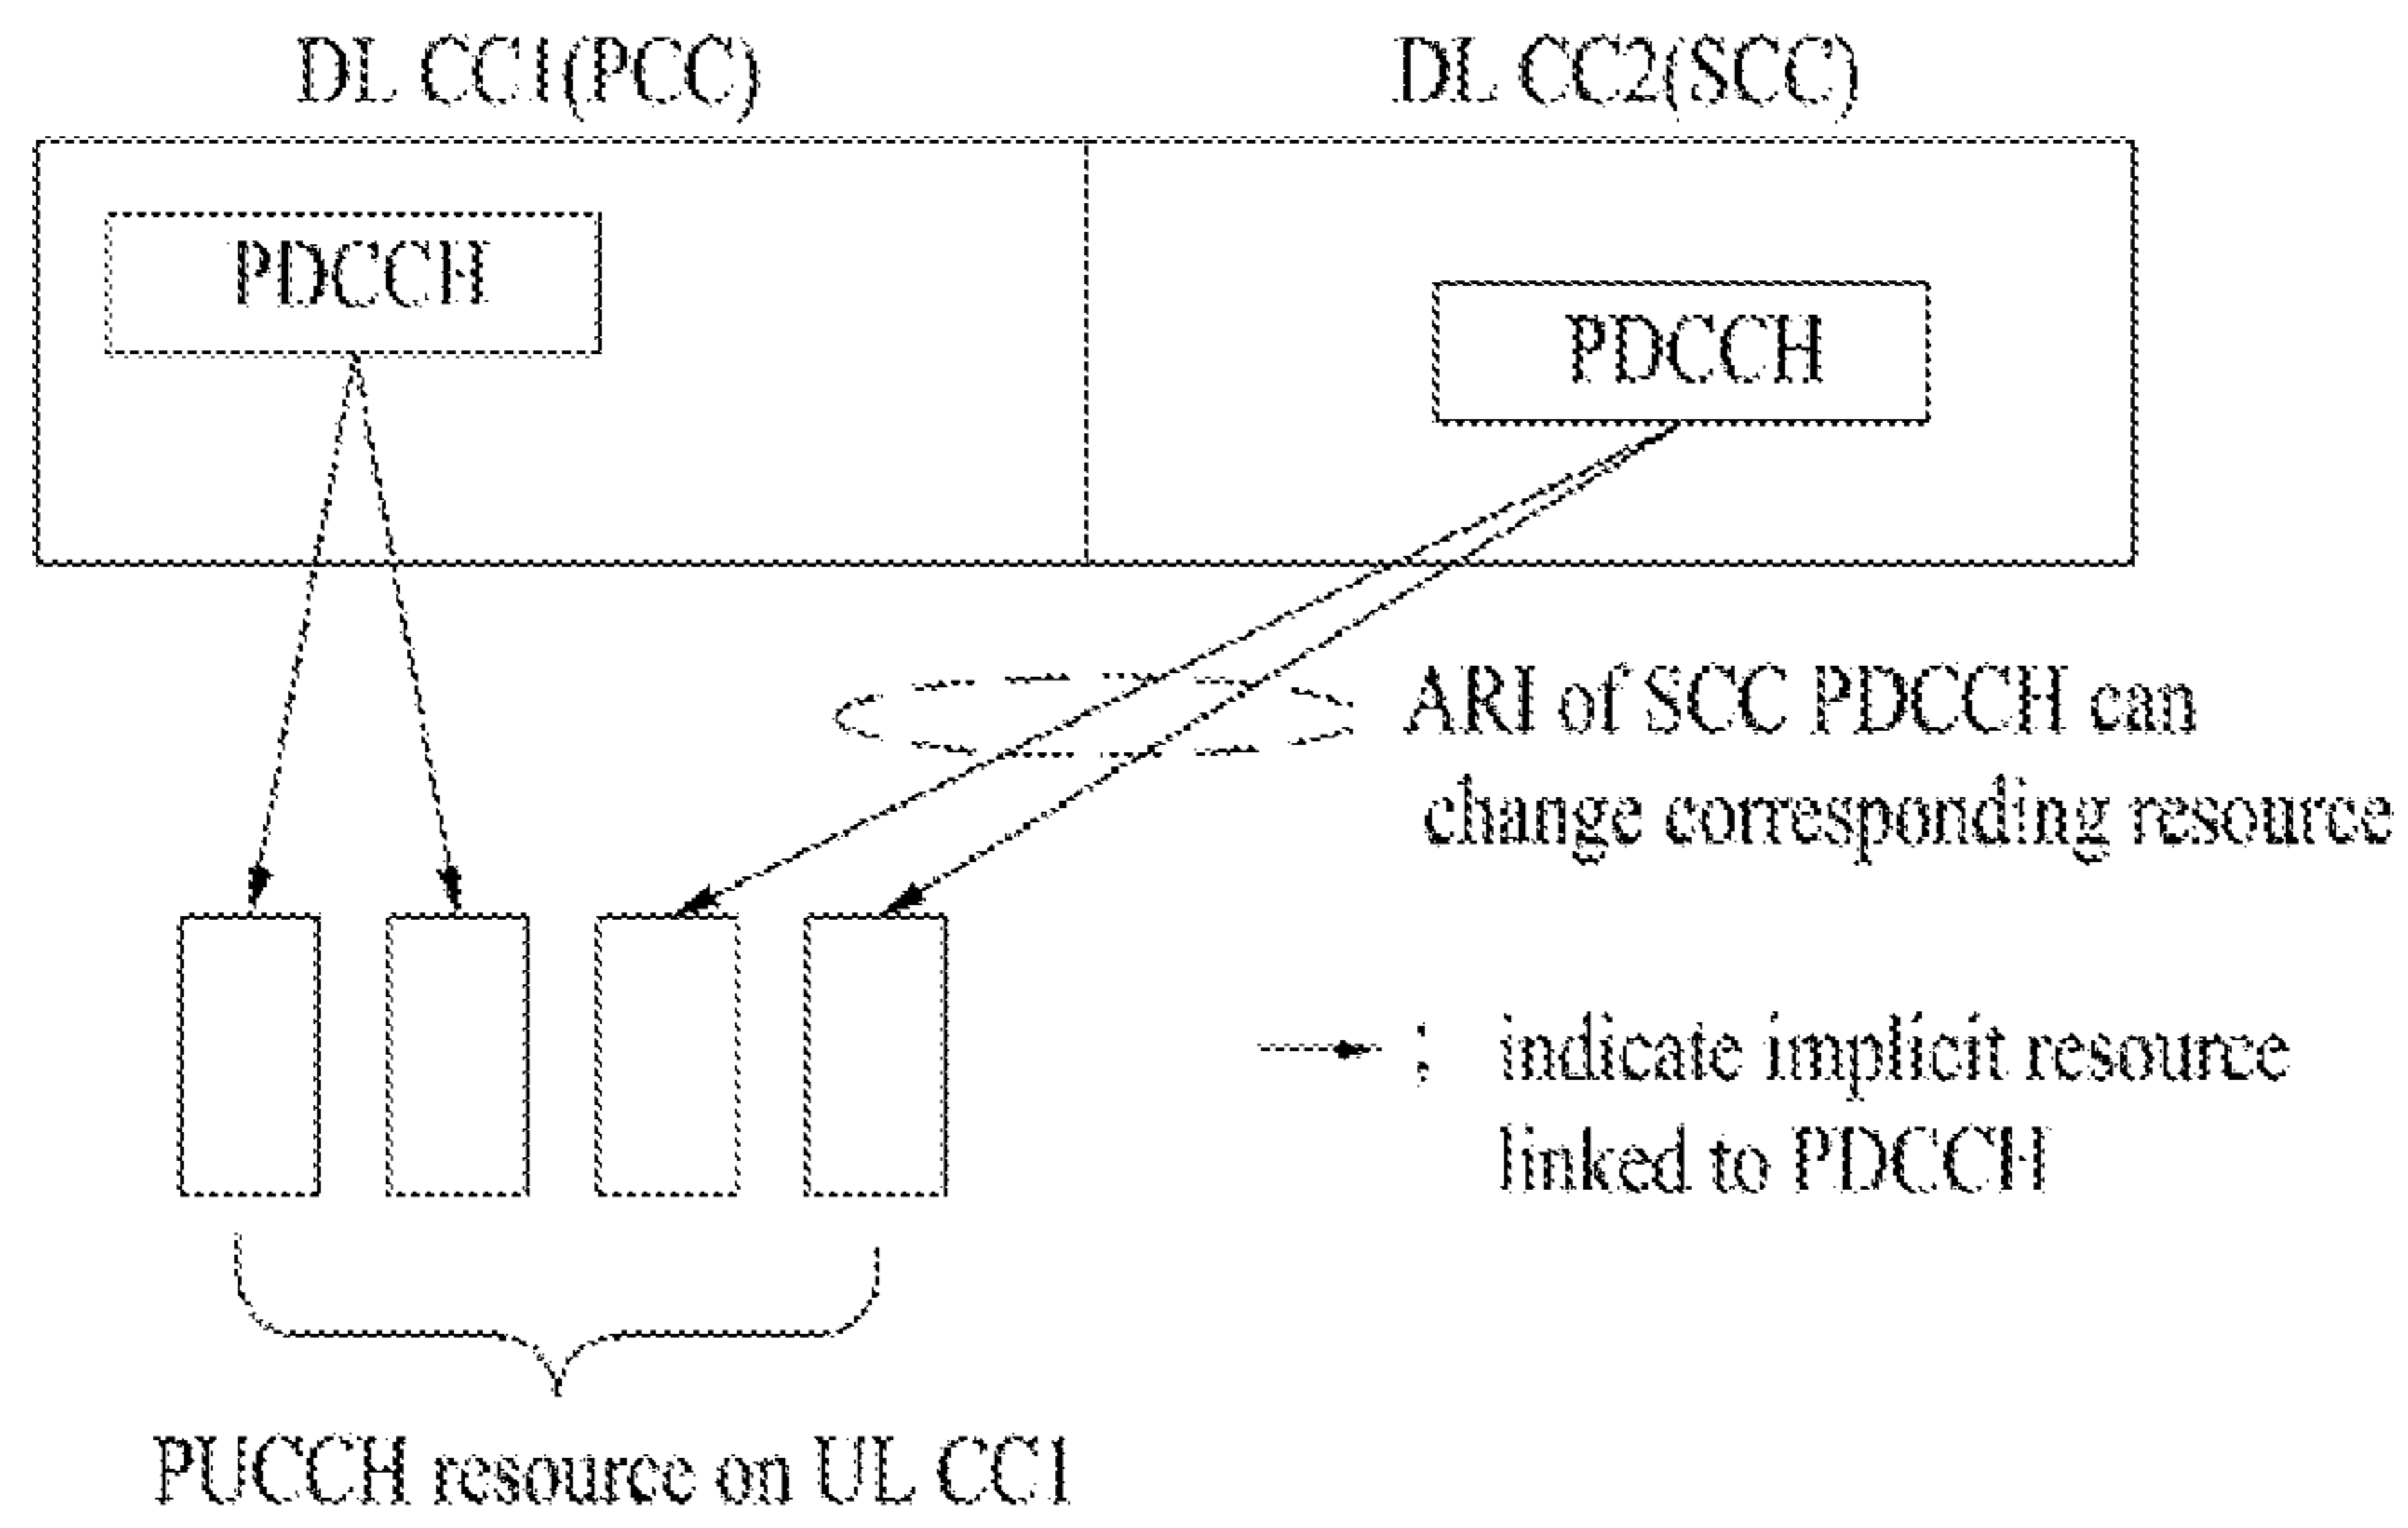 DL CC1(PCC)
DL CC2(SCC)
PDCCH
PDCCH
ARI of SCC PDCCH can
change corresponding resource
: indicate implicit resource
linked to PDCCH
PUCCH resource on UL CC1